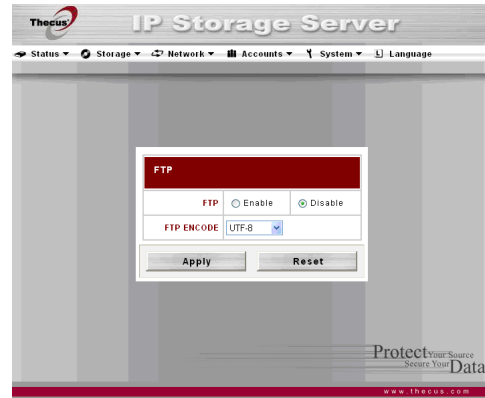 Thecus
IP Storage Server
Status Storage Network Accounts System Language
FTP
FTP Enable Disable
FTP ENCODE UTF-8
Apply Reset
Protect Your Source
Secure Your Data
www.thecus.com